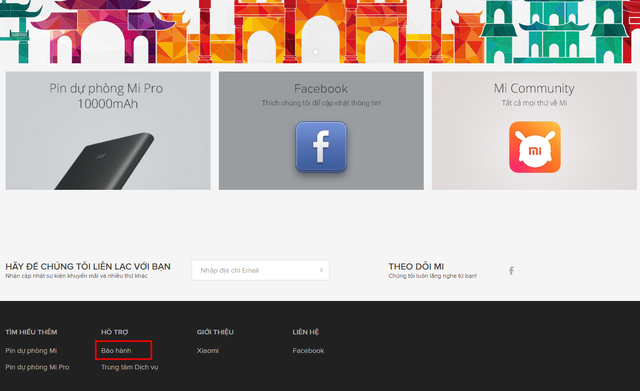 Pin dự phòng Mi Pro
10000mAh
Facebook
Thích chúng tôi để cập nhật thông tin!
Mi Community
Tất cả mọi thứ về Mi
mi
HÃY ĐỂ CHÚNG TÔI LIÊN LẠC VỚI BẠN
Nhận cập nhật sự kiện khuyến mãi và nhiều thứ khác
Nhập địa chỉ Email
THEO DÕI MI
Chúng tôi luôn lắng nghe từ bạn!
TÌM HIỂU THÊM
Pin dự phòng Mi
Pin dự phòng Mi Pro
HỖ TRỢ
Bảo hành
Trung tâm Dịch vụ
GIỚI THIỆU
Xiaomi
LIÊN HỆ
Facebook